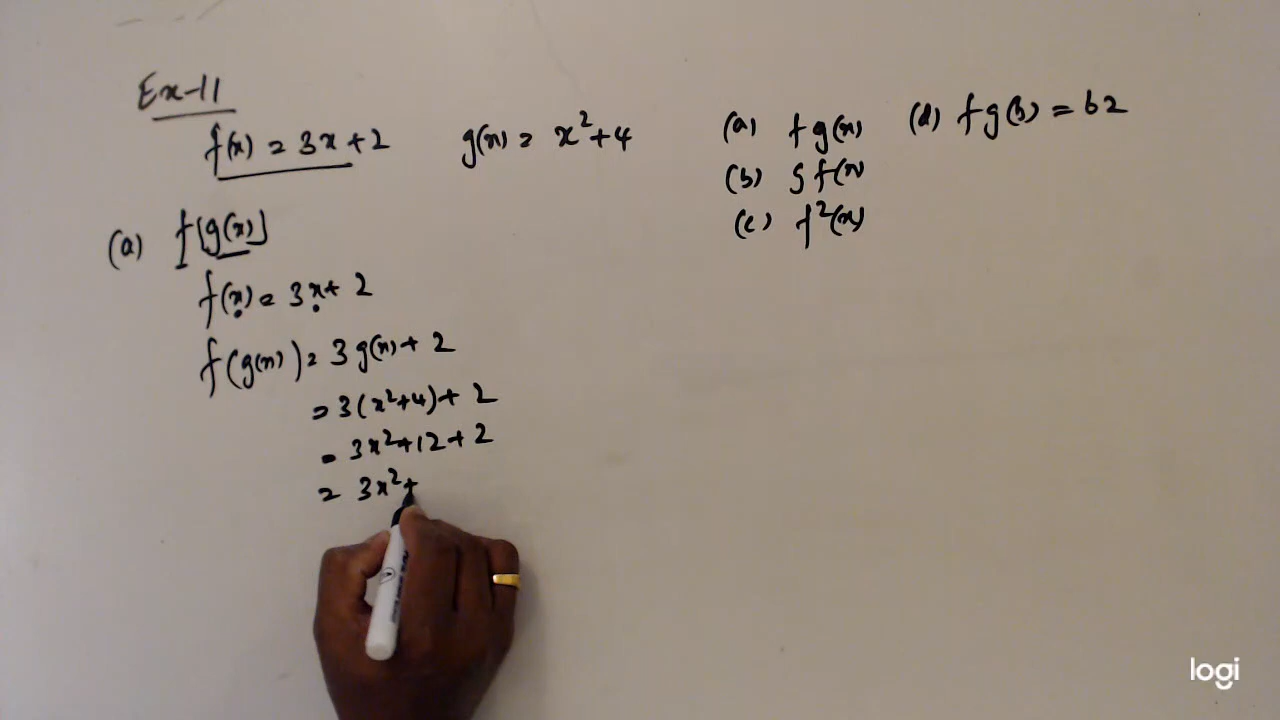 Ex-11
f(x) = 3x + 2 g(x) = x² + 4
(a) fg(x) (d) fg(b) = 62
(b) gf(x)
(c) f²(x)
(a) f[g(x)]
f(x) = 3x + 2
f(g(x)) = 3g(x) + 2
= 3(x²+4) + 2
= 3x²+12 + 2
= 3x²+
logi